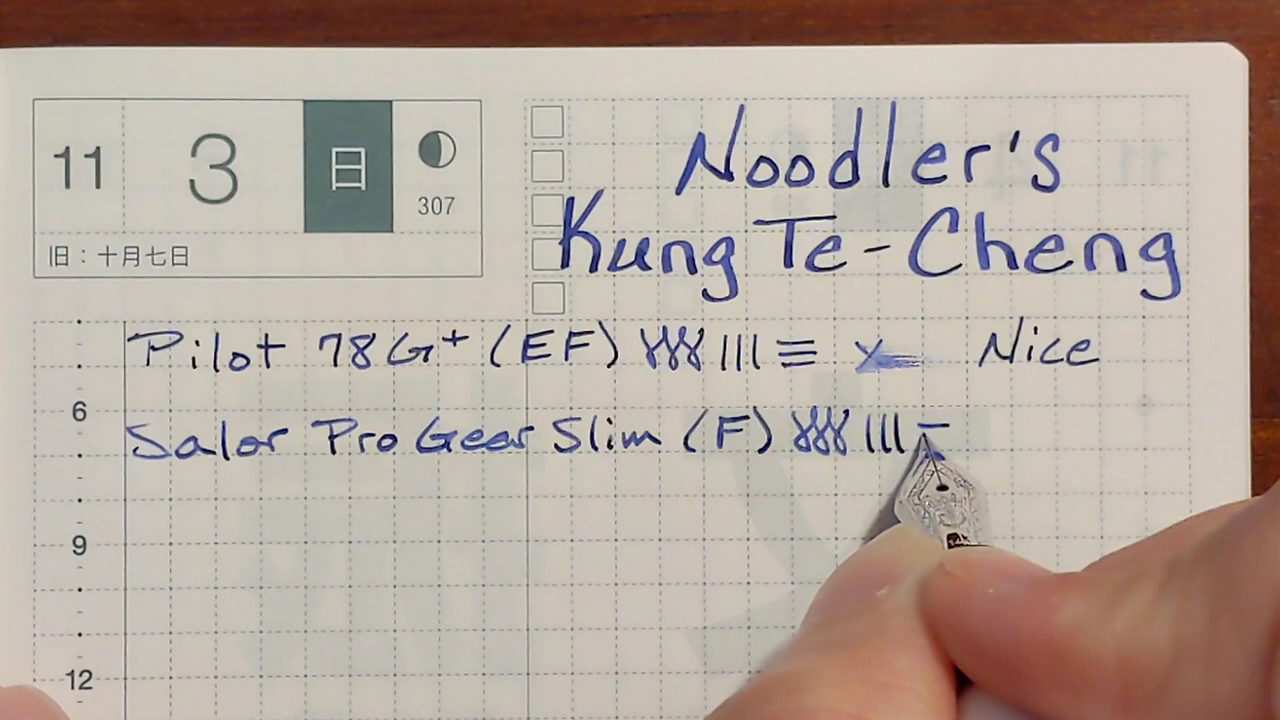 11 3 日 307
旧：十月七日
Noodler's
Kung Te-Cheng
Pilot 78G+ (EF) Nice
6
Sailor Pro Gear Slim (F)
9
12